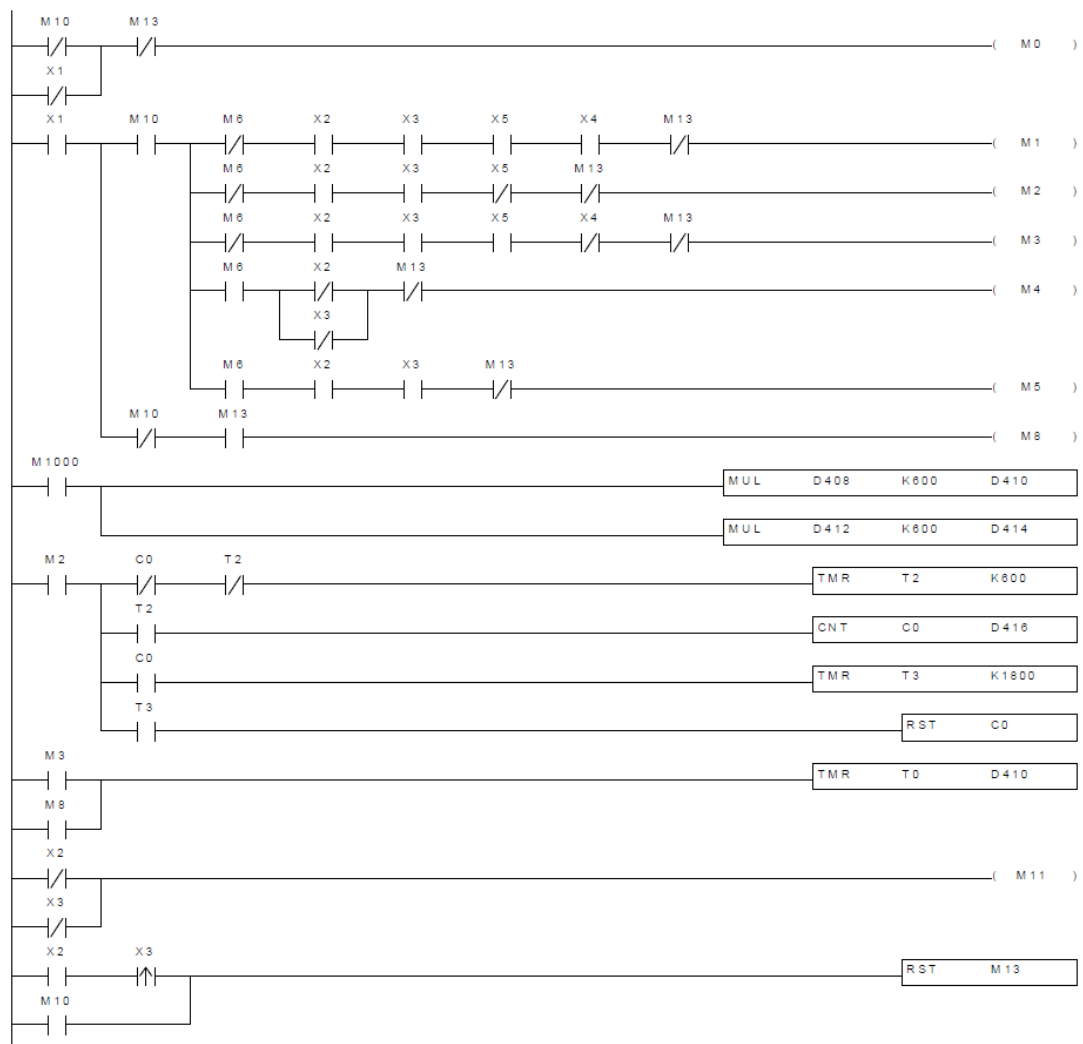 M10 M13
( M0 )
X1
X1 M10 M6 X2 X3 X5 X4 M13
( M1 )
M6 X2 X3 X5 M13
( M2 )
M6 X2 X3 X5 X4 M13
( M3 )
M6 X2 M13
( M4 )
X3
M6 X2 X3 M13
( M5 )
M10 M13
( M8 )
M1000
MUL D408 K600 D410
MUL D412 K600 D414
M2 C0 T2
TMR T2 K600
T2
CNT C0 D416
C0
TMR T3 K1800
T3
RST C0
M3
TMR T0 D410
M8
X2
( M11 )
X3
X2 X3
RST M13
M10